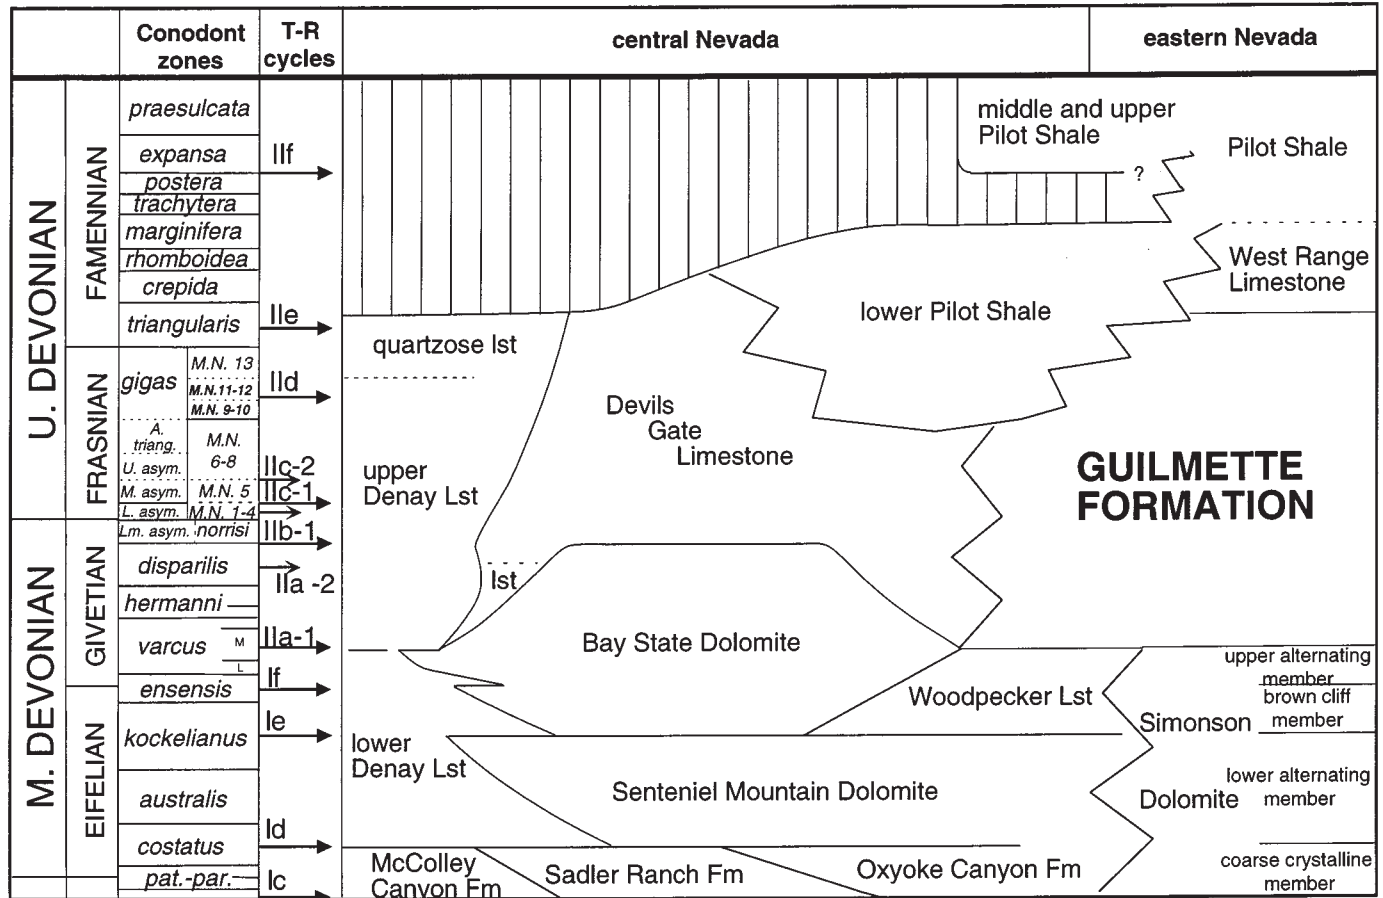 Conodont
zones
T-R
cycles
central Nevada
eastern Nevada
U. DEVONIAN
M. DEVONIAN
FAMENNIAN
FRASNIAN
GIVETIAN
EIFELIAN
praesulcata
expansa
postera
trachytera
marginifera
rhomboidea
crepida
triangularis
gigas
M.N. 13
M.N.11-12
M.N. 9-10
A.
triang.
M.N.
6-8
U. asym.
M. asym.
M.N. 5
L. asym.
M.N. 1-4
Lm. asym.
norrisi
disparilis
hermanni
varcus
M
L
ensensis
kockelianus
australis
costatus
pat.-par.
IIf
IIe
IId
IIc-2
IIc-1
IIb-1
IIa -2
IIa-1
If
Ie
Id
Ic
middle and upper
Pilot Shale
?
Pilot Shale
West Range
Limestone
lower Pilot Shale
quartzose lst
Devils
Gate
Limestone
upper
Denay Lst
GUILMETTE
FORMATION
lst
Bay State Dolomite
Woodpecker Lst
upper alternating
member
brown cliff
member
Simonson
Dolomite
lower alternating
member
lower
Denay Lst
Senteniel Mountain Dolomite
McColley
Canyon Fm
Sadler Ranch Fm
Oxyoke Canyon Fm
coarse crystalline
member